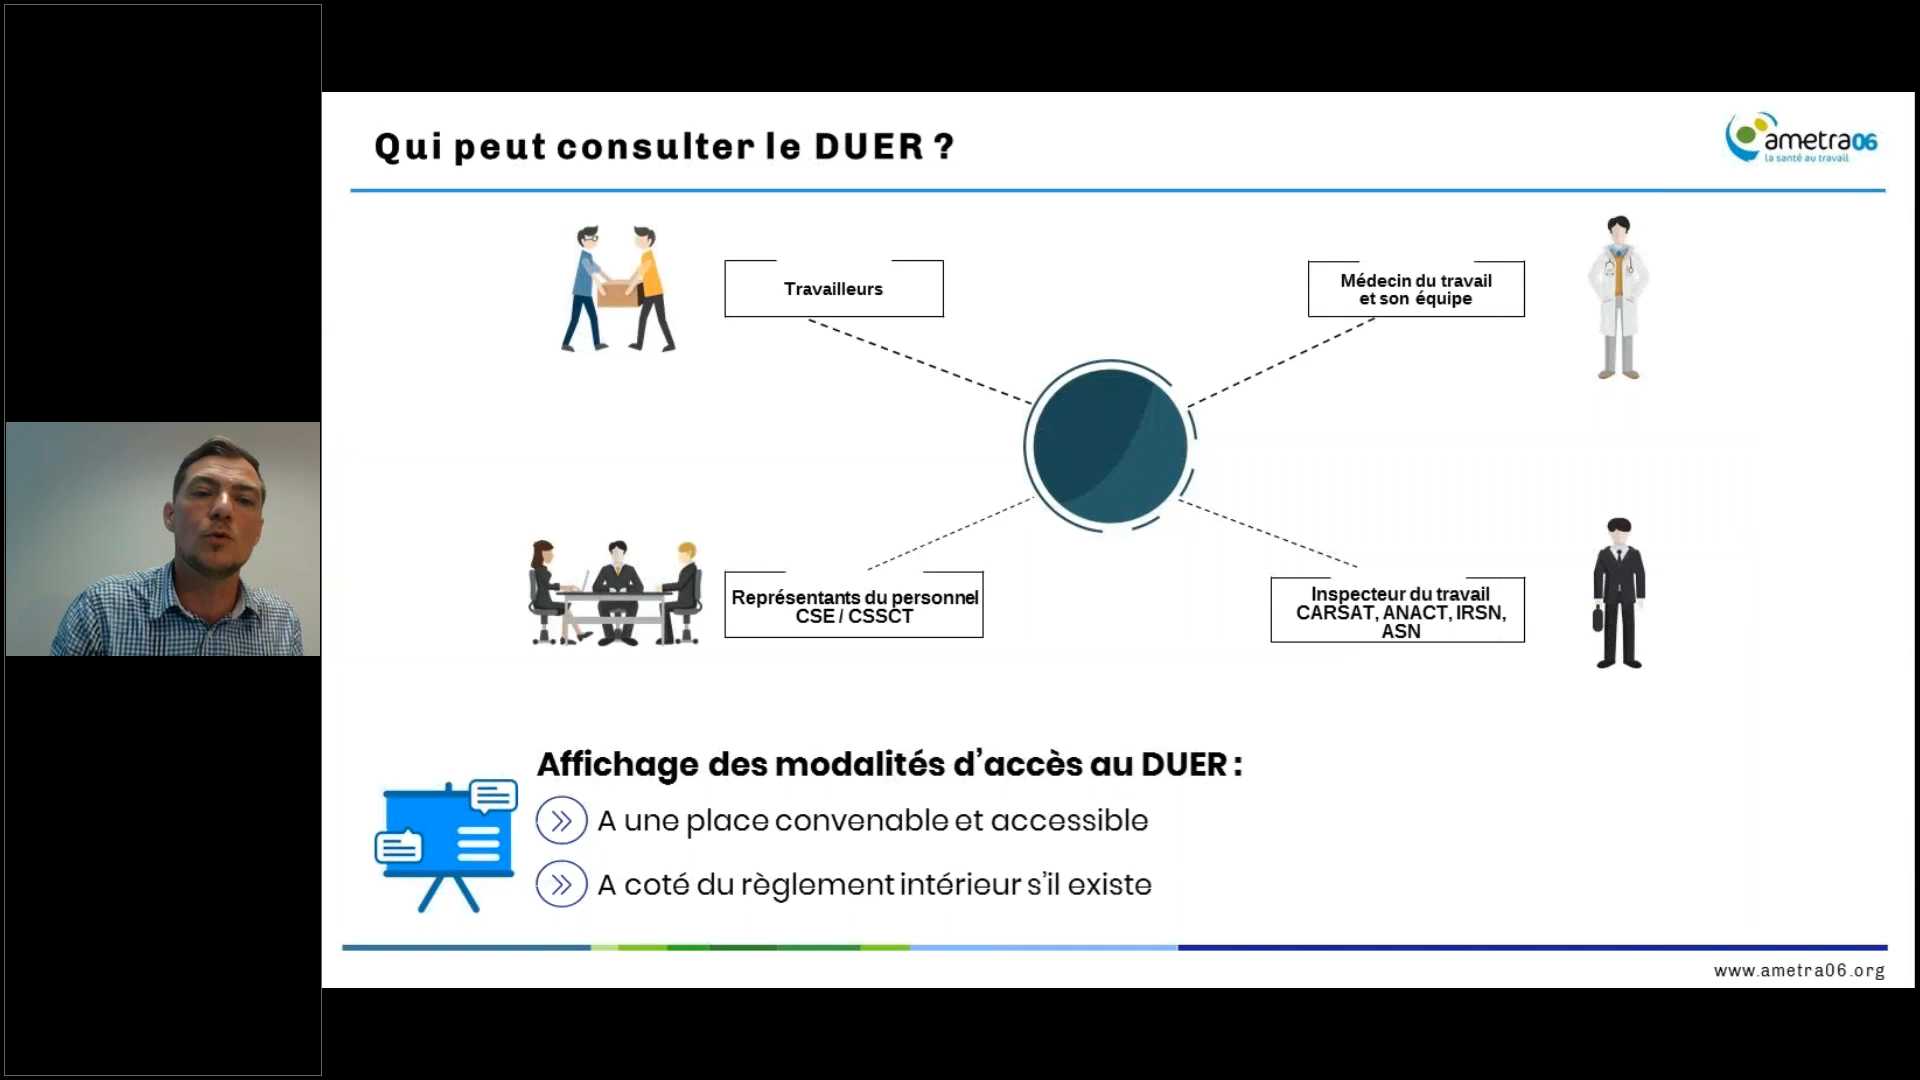 Qui peut consulter le DUER ?
ametra06
la santé au travail
Travailleurs
Médecin du travail
et son équipe
Représentants du personnel
CSE / CSSCT
Inspecteur du travail
CARSAT, ANACT, IRSN,
ASN
Affichage des modalités d'accès au DUER :
A une place convenable et accessible
A coté du règlement intérieur s'il existe
www.ametra06.org